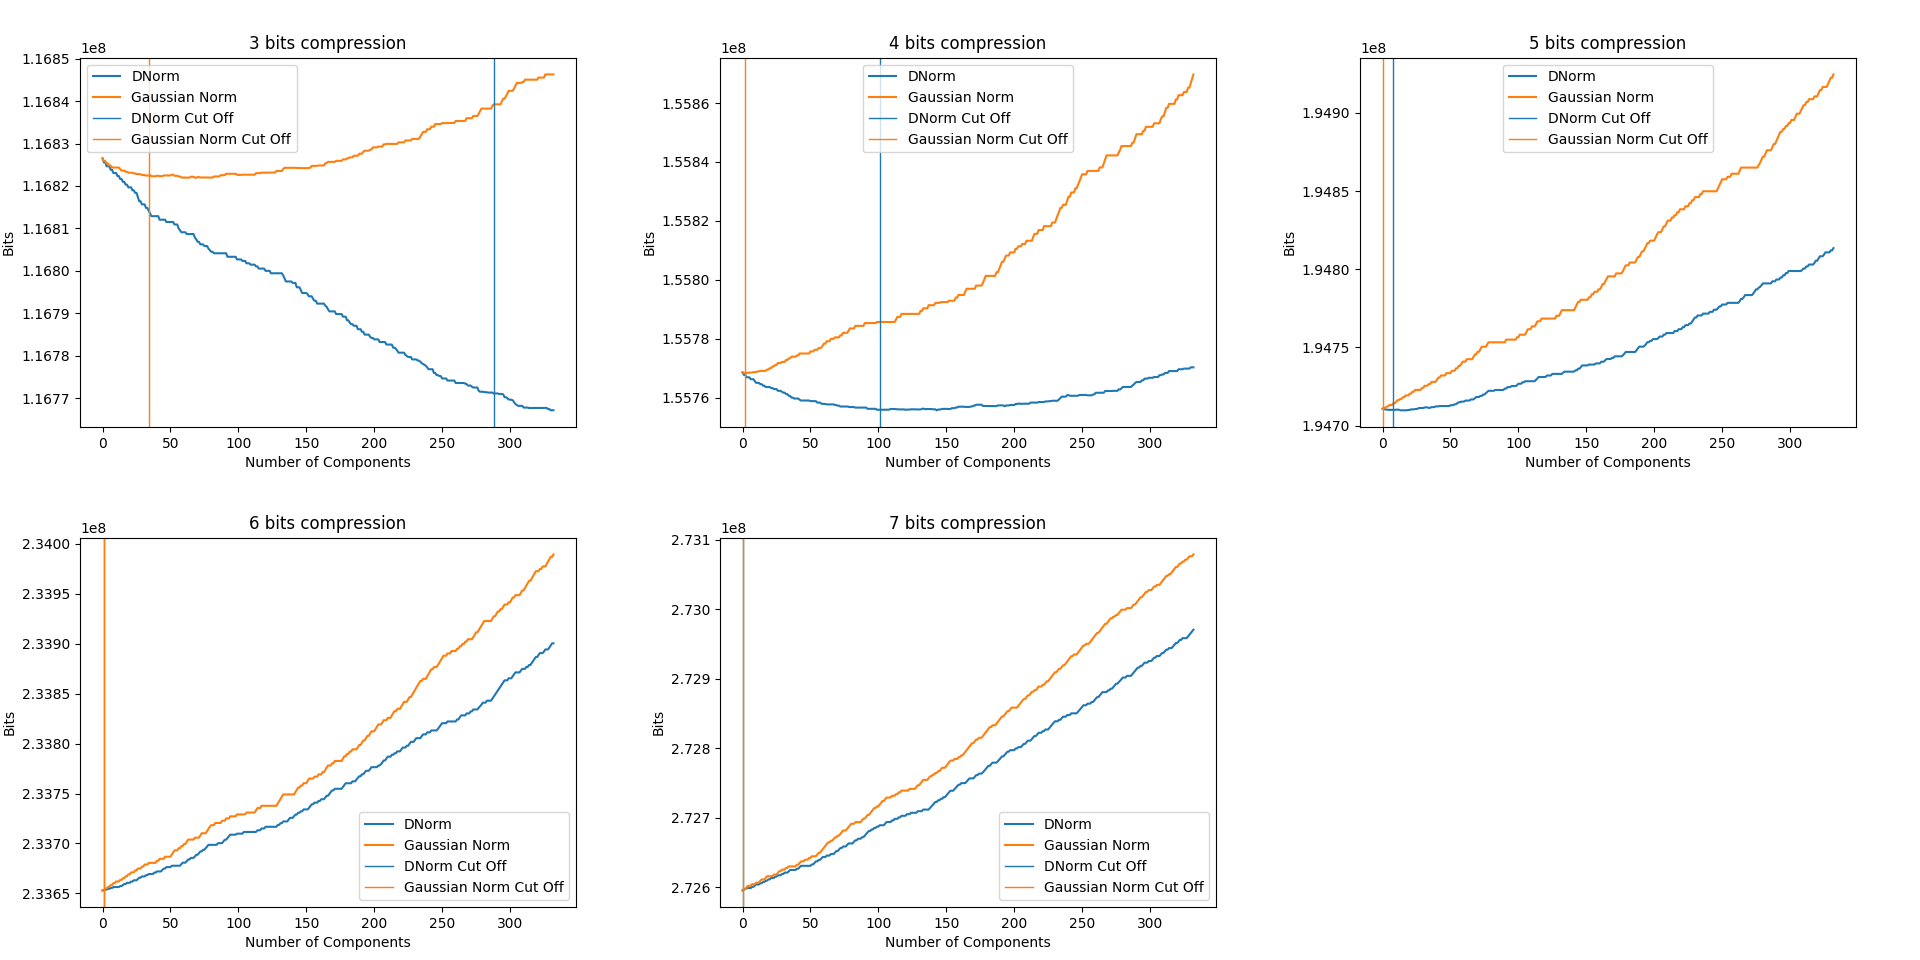 3 bits compression
1e8
1.1685
1.1684
1.1683
1.1682
1.1681
1.1680
1.1679
1.1678
1.1677
Bits
DNorm
Gaussian Norm
DNorm Cut Off
Gaussian Norm Cut Off
0 50 100 150 200 250 300
Number of Components
4 bits compression
1e8
1.5586
1.5584
1.5582
1.5580
1.5578
1.5576
Bits
DNorm
Gaussian Norm
DNorm Cut Off
Gaussian Norm Cut Off
0 50 100 150 200 250 300
Number of Components
5 bits compression
1e8
1.9490
1.9485
1.9480
1.9475
1.9470
Bits
DNorm
Gaussian Norm
DNorm Cut Off
Gaussian Norm Cut Off
0 50 100 150 200 250 300
Number of Components
6 bits compression
1e8
2.3400
2.3395
2.3390
2.3385
2.3380
2.3375
2.3370
2.3365
Bits
DNorm
Gaussian Norm
DNorm Cut Off
Gaussian Norm Cut Off
0 50 100 150 200 250 300
Number of Components
7 bits compression
1e8
2.731
2.730
2.729
2.728
2.727
2.726
Bits
DNorm
Gaussian Norm
DNorm Cut Off
Gaussian Norm Cut Off
0 50 100 150 200 250 300
Number of Components